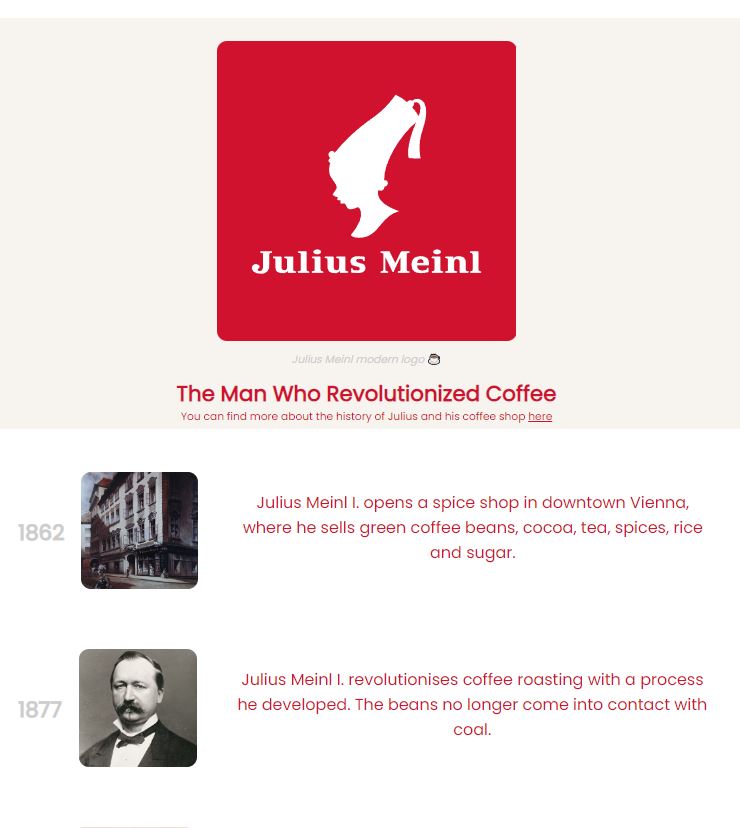 Julius Meinl
Julius Meinl modern logo ☕
The Man Who Revolutionized Coffee
You can find more about the history of Julius and his coffee shop here
1862
Julius Meinl I. opens a spice shop in downtown Vienna,
where he sells green coffee beans, cocoa, tea, spices, rice
and sugar.
1877
Julius Meinl I. revolutionises coffee roasting with a process
he developed. The beans no longer come into contact with
coal.